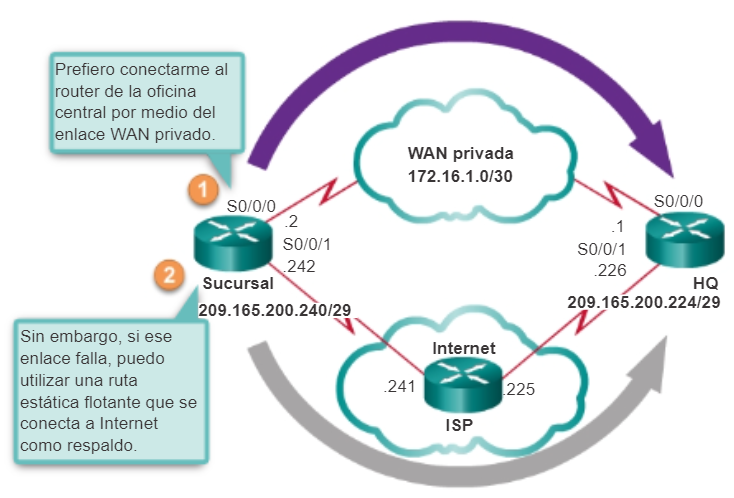 Prefiero conectarme al
router de la oficina
central por medio del
enlace WAN privado.
WAN privada
172.16.1.0/30
1
S0/0/0
.2
S0/0/1
.242
2
Sucursal
209.165.200.240/29
S0/0/0
.1
S0/0/1
.226
HQ
209.165.200.224/29
Sin embargo, si ese
enlace falla, puedo
utilizar una ruta
estática flotante que se
conecta a Internet
como respaldo.
Internet
.241
.225
ISP